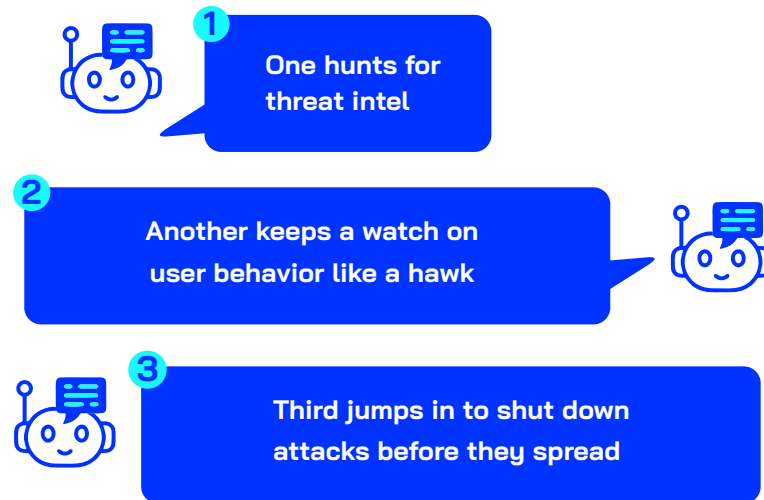 1
One hunts for
threat intel
2
Another keeps a watch on
user behavior like a hawk
3
Third jumps in to shut down
attacks before they spread